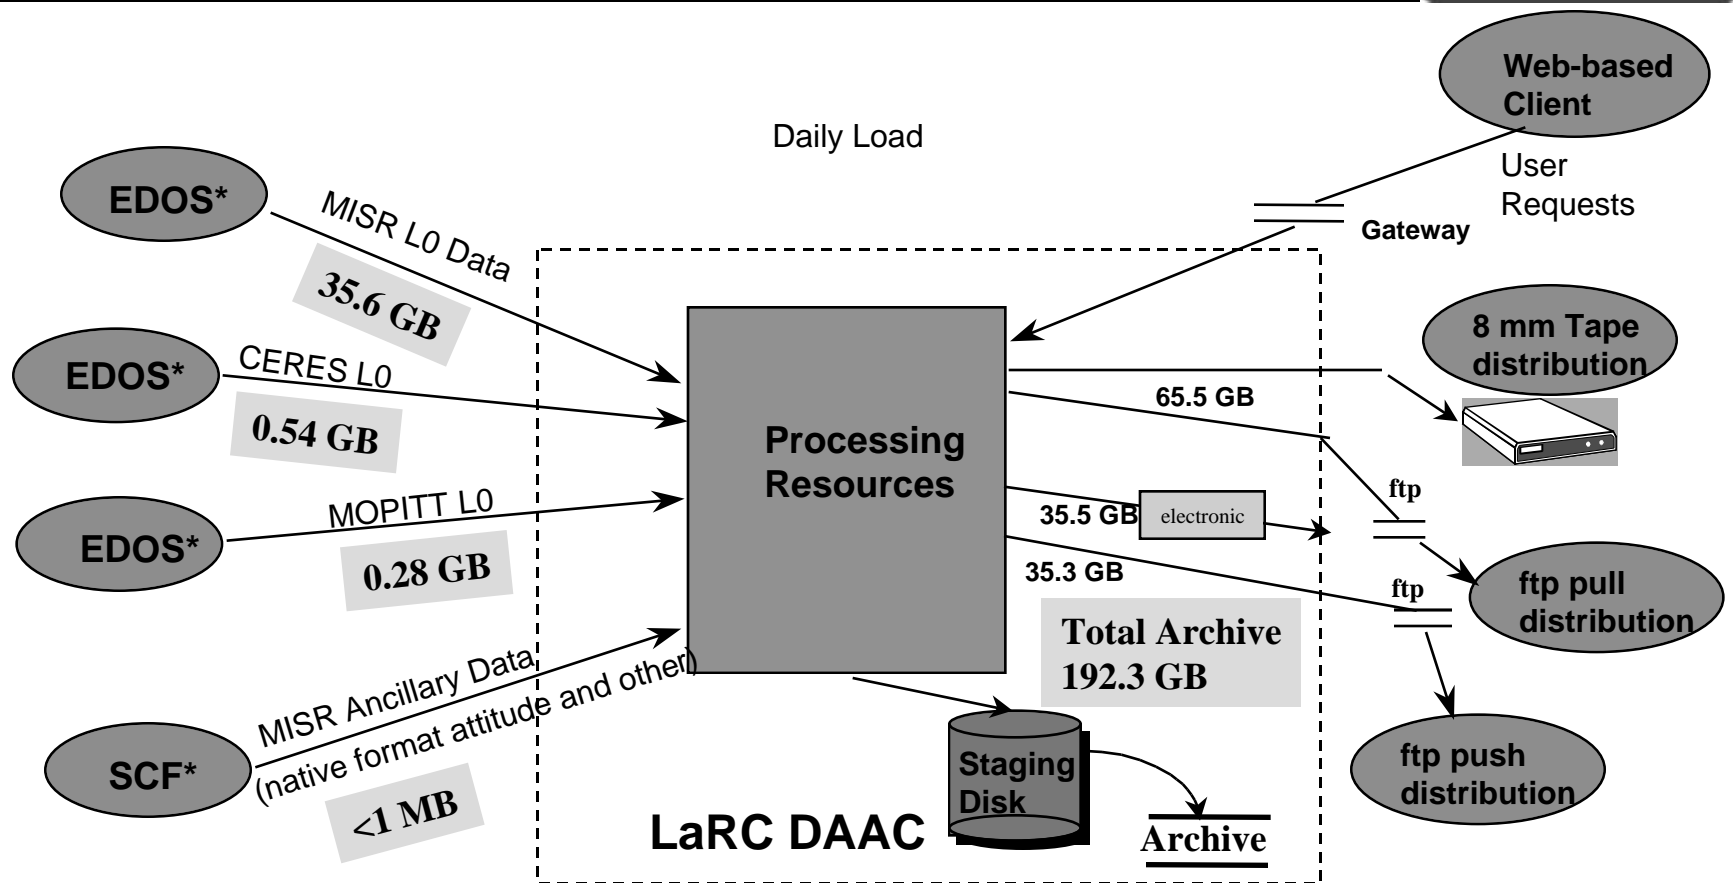 Web-based
Client
Daily Load
User
Requests
Gateway
EDOS*
MISR L0 Data
35.6 GB
EDOS*
CERES L0
0.54 GB
EDOS*
MOPITT L0
0.28 GB
SCF*
MISR Ancillary Data
(native format attitude and other)
<1 MB
Processing
Resources
8 mm Tape
distribution
65.5 GB
ftp
35.5 GB
electronic
35.3 GB
ftp
ftp pull
distribution
Total Archive
192.3 GB
ftp push
distribution
Staging
Disk
LaRC DAAC
Archive